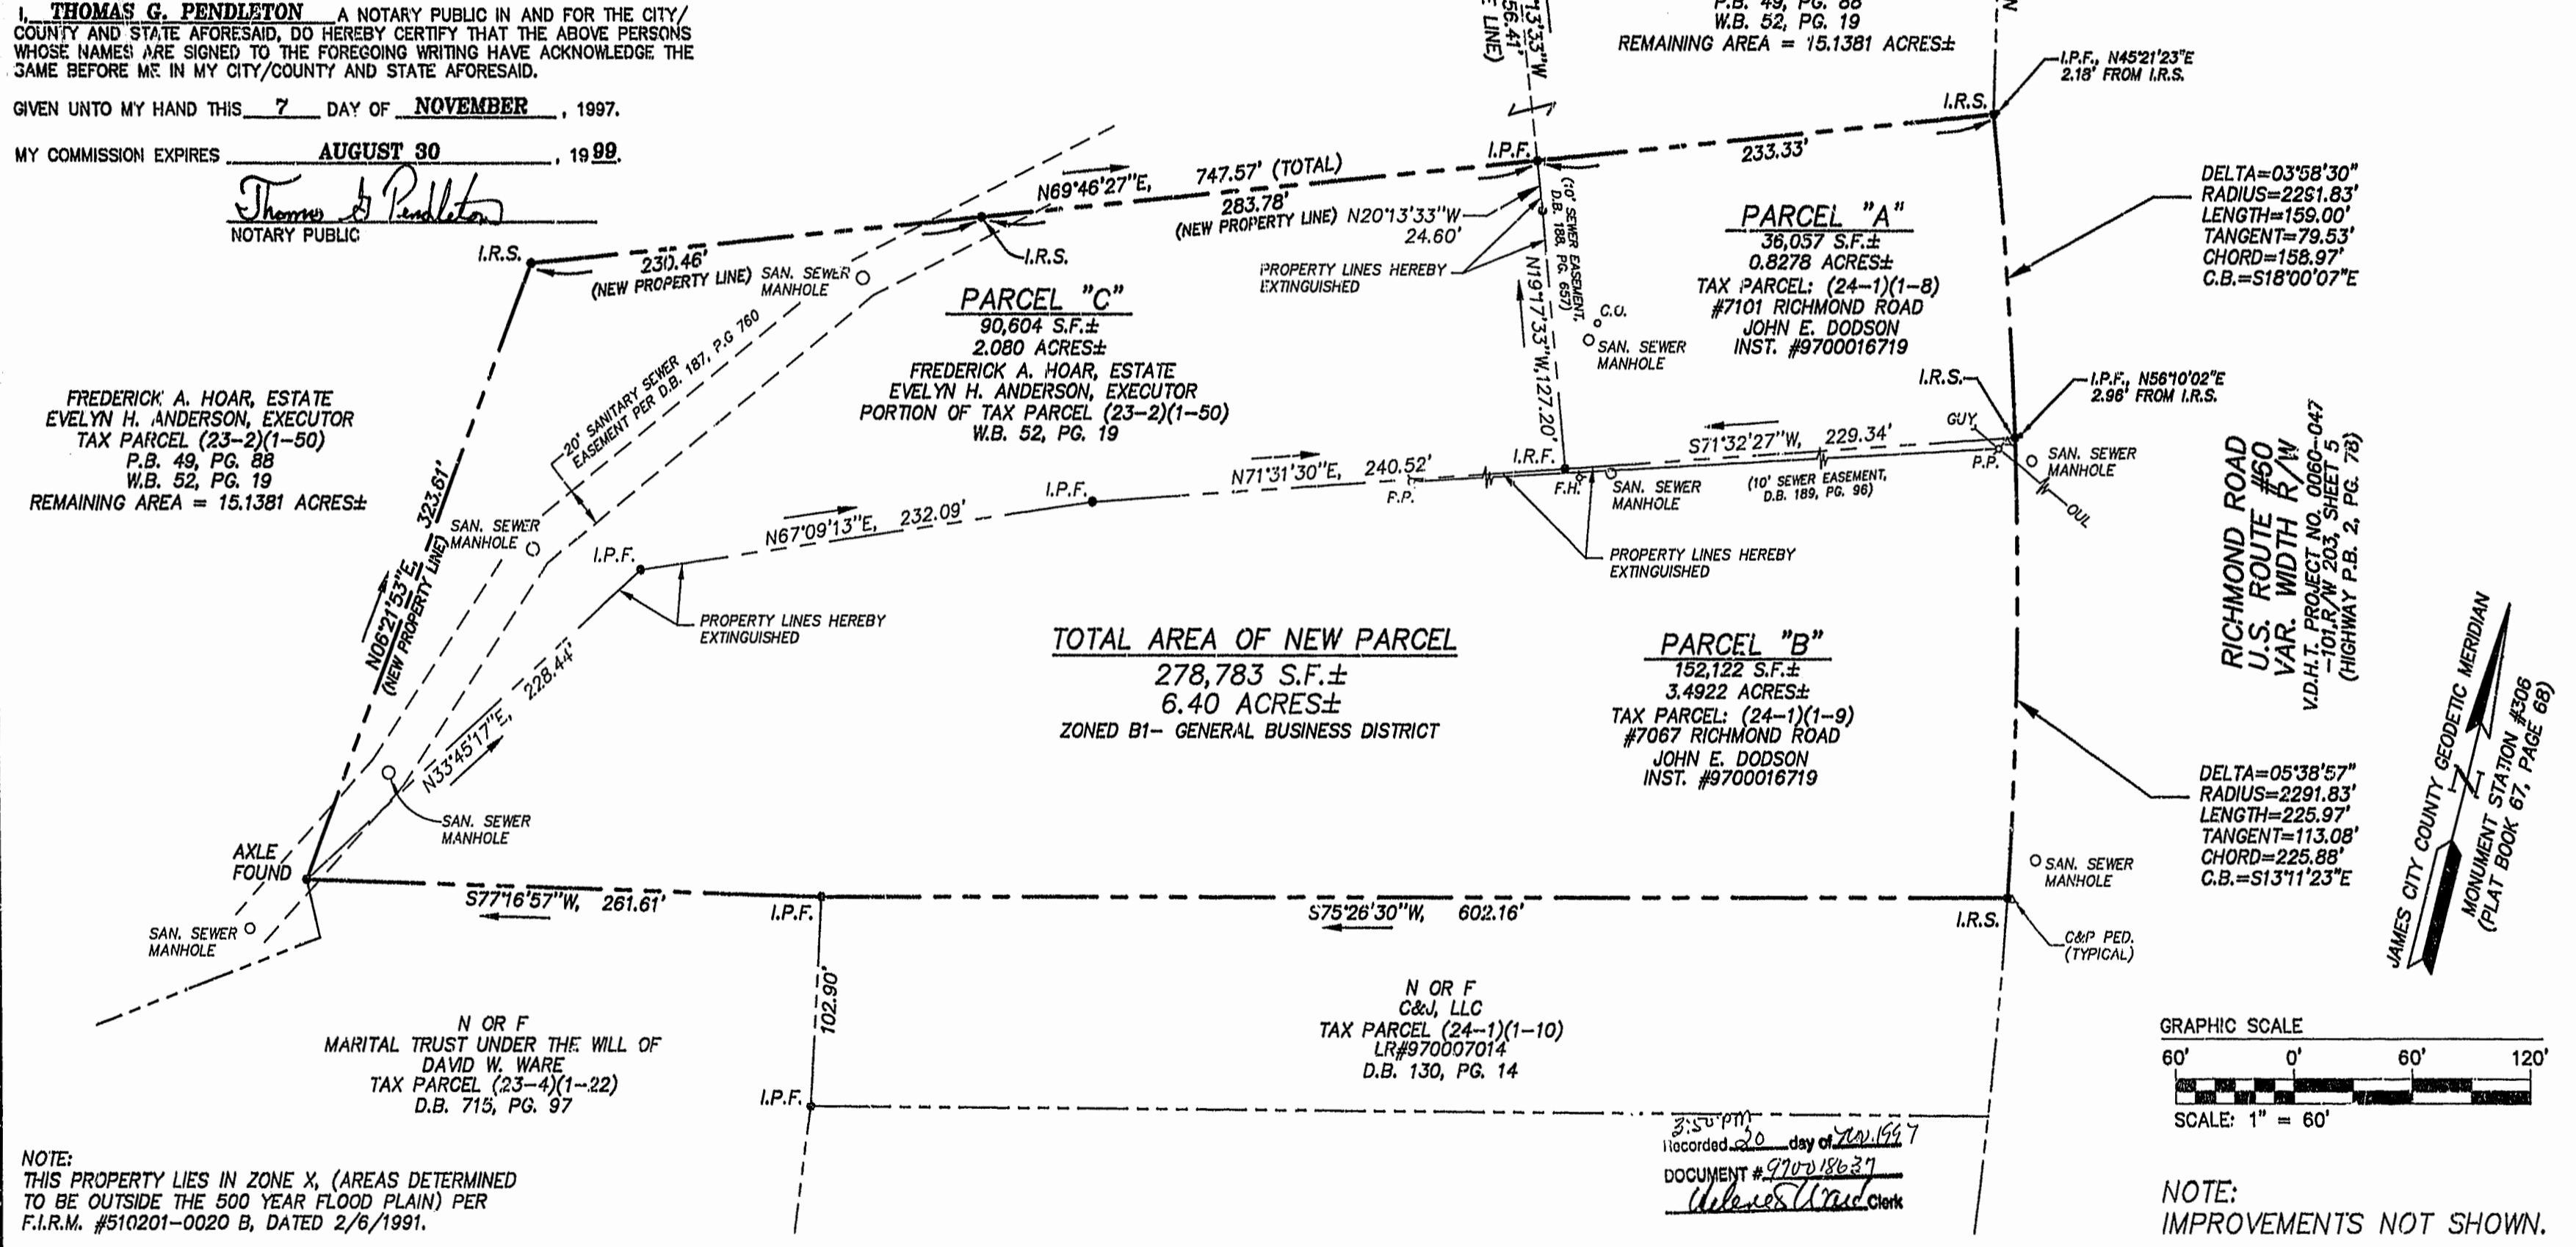 I, THOMAS G. PENDLETON A NOTARY PUBLIC IN AND FOR THE CITY/
COUNTY AND STATE AFORESAID, DO HEREBY CERTIFY THAT THE ABOVE PERSONS
WHOSE NAMES ARE SIGNED TO THE FOREGOING WRITING HAVE ACKNOWLEDGE THE
SAME BEFORE ME IN MY CITY/COUNTY AND STATE AFORESAID.
GIVEN UNTO MY HAND THIS 7 DAY OF NOVEMBER, 1997.
MY COMMISSION EXPIRES AUGUST 30, 1999.
Thomas G Pendleton
NOTARY PUBLIC
13'33"W
56.41'
LINE)
P.B. 49, PG. 88
W.B. 52, PG. 19
REMAINING AREA = 15.1381 ACRES±
N
I.P.F., N45°21'23"E
2.18' FROM I.R.S.
I.R.S.
I.P.F.
233.33'
N69°46'27"E, 747.57' (TOTAL)
283.78'
(NEW PROPERTY LINE)
N20°13'33"W
24.60'
I.R.S.
230.46'
(NEW PROPERTY LINE)
I.R.S.
SAN. SEWER
MANHOLE
PROPERTY LINES HEREBY
EXTINGUISHED
(10' SEWER EASEMENT,
D.B. 188, PG. 657)
N19°17'33"W, 127.20'
PARCEL "A"
36,057 S.F.±
0.8278 ACRES±
TAX PARCEL: (24-1)(1-8)
#7101 RICHMOND ROAD
JOHN E. DODSON
INST. #9700016719
C.O.
SAN. SEWER
MANHOLE
DELTA=03°58'30"
RADIUS=2291.83'
LENGTH=159.00'
TANGENT=79.53'
CHORD=158.97'
C.B.=S18°00'07"E
PARCEL "C"
90,604 S.F.±
2.080 ACRES±
FREDERICK A. HOAR, ESTATE
EVELYN H. ANDERSON, EXECUTOR
PORTION OF TAX PARCEL (23-2)(1-50)
W.B. 52, PG. 19
20' SANITARY SEWER
EASEMENT PER D.B. 187, P.G 760
FREDERICK A. HOAR, ESTATE
EVELYN H. ANDERSON, EXECUTOR
TAX PARCEL (23-2)(1-50)
P.B. 49, PG. 88
W.B. 52, PG. 19
REMAINING AREA = 15.1381 ACRES±
N06°21'53"E, 323.61'
(NEW PROPERTY LINE)
SAN. SEWER
MANHOLE
I.R.S.
I.P.F., N56°10'02"E
2.96' FROM I.R.S.
GUY
P.P.
SAN. SEWER
MANHOLE
OUL
S71°32'27"W, 229.34'
(10' SEWER EASEMENT,
D.B. 189, PG. 96)
I.R.F.
F.H.
SAN. SEWER
MANHOLE
N71°31'30"E, 240.52'
P.P.
I.P.F.
N67°09'13"E, 232.09'
I.P.F.
PROPERTY LINES HEREBY
EXTINGUISHED
PROPERTY LINES HEREBY
EXTINGUISHED
N33°45'17"E, 228.44'
RICHMOND ROAD
U.S. ROUTE #60
VAR. WIDTH R/W
V.D.H.T. PROJECT NO. 0060-047
-101,R/W 203, SHEET 5
(HIGHWAY P.B. 2, PG. 78)
TOTAL AREA OF NEW PARCEL
278,783 S.F.±
6.40 ACRES±
ZONED B1- GENERAL BUSINESS DISTRICT
PARCEL "B"
152,122 S.F.±
3.4922 ACRES±
TAX PARCEL: (24-1)(1-9)
#7067 RICHMOND ROAD
JOHN E. DODSON
INST. #9700016719
DELTA=05°38'57"
RADIUS=2291.83'
LENGTH=225.97'
TANGENT=113.08'
CHORD=225.88'
C.B.=S13°11'23"E
JAMES CITY COUNTY GEODETIC MERIDIAN
N
MONUMENT STATION #306
(PLAT BOOK 67, PAGE 68)
SAN. SEWER
MANHOLE
AXLE
FOUND
SAN. SEWER
MANHOLE
S77°16'57"W, 261.61'
I.P.F.
S75°26'30"W, 602.16'
I.R.S.
SAN. SEWER
MANHOLE
C&P PED.
(TYPICAL)
102.90'
I.P.F.
N OR F
MARITAL TRUST UNDER THE WILL OF
DAVID W. WARE
TAX PARCEL (23-4)(1-22)
D.B. 715, PG. 97
N OR F
C&J, LLC
TAX PARCEL (24-1)(1-10)
LR#970007014
D.B. 130, PG. 14
GRAPHIC SCALE
60' 0' 60' 120'
SCALE: 1" = 60'
3:50 PM
Recorded 20 day of Nov. 1997
DOCUMENT # 970018637
Clerk
NOTE:
THIS PROPERTY LIES IN ZONE X, (AREAS DETERMINED
TO BE OUTSIDE THE 500 YEAR FLOOD PLAIN) PER
F.I.R.M. #510201-0020 B, DATED 2/6/1991.
NOTE:
IMPROVEMENTS NOT SHOWN.